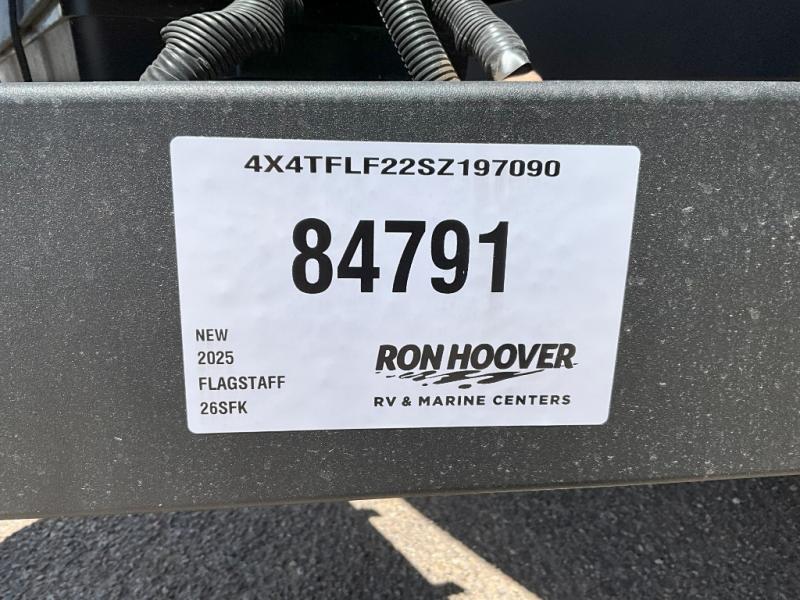 4X4TFLF22SZ197090
84791
NEW
2025
FLAGSTAFF
26SFK
RON HOOVER
RV & MARINE CENTERS